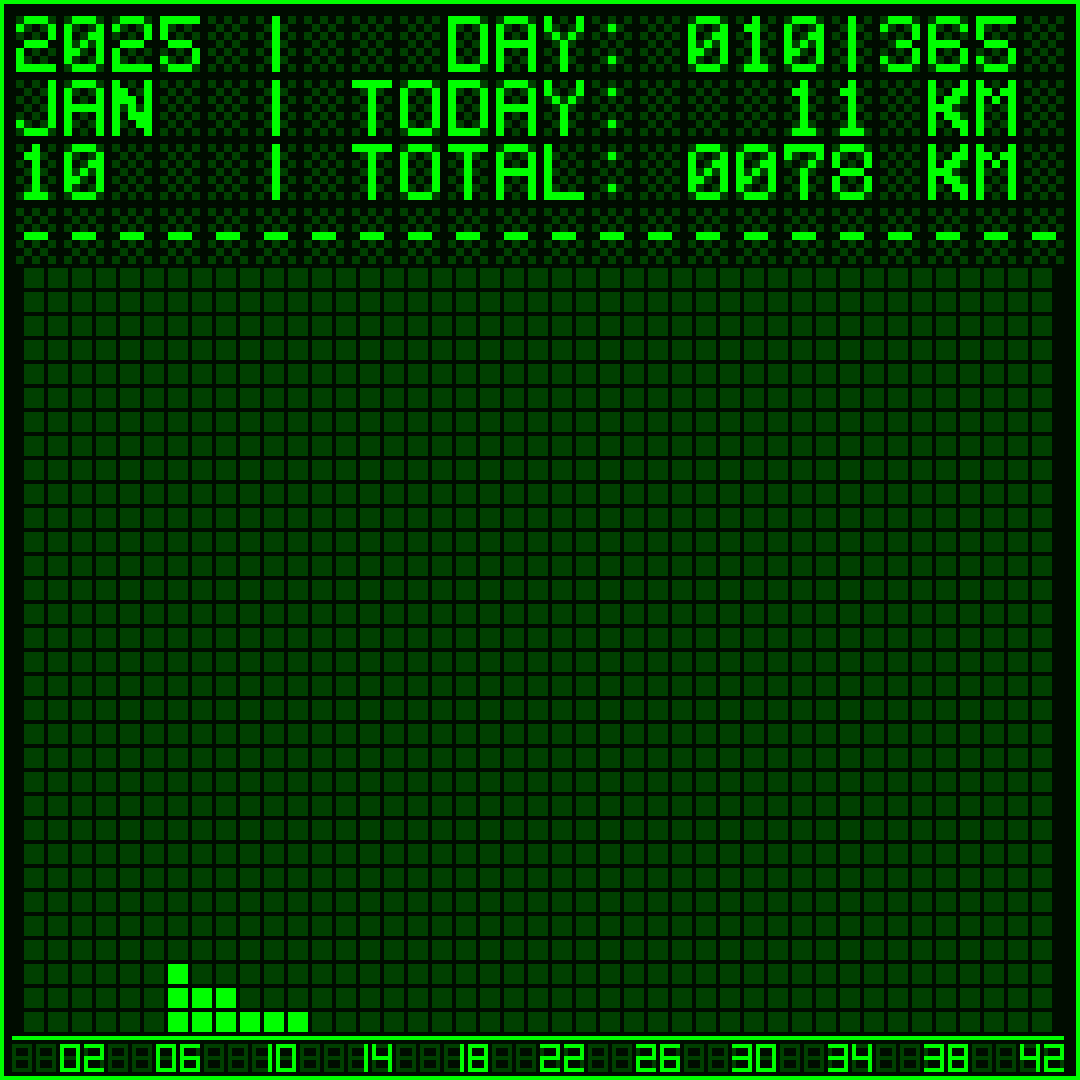 2025 | DAY: 010|365
JAN | TODAY: 11 KM
10 | TOTAL: 0078 KM
- - - - - - - - - - - - - - - - - - - - - -
02 06 10 14 18 22 26 30 34 38 42